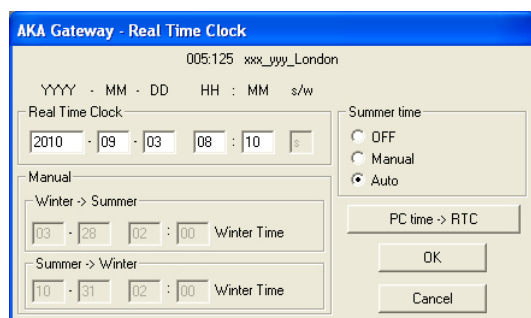 AKA Gateway - Real Time Clock
005:125 xxx_yyy_London
YYYY - MM - DD HH : MM s/w
Real Time Clock
2010 - 09 - 03 08 : 10 s
Summer time
OFF
Manual
Auto
Manual
Winter -> Summer
03 - 28 02 : 00 Winter Time
Summer -> Winter
10 - 31 02 : 00 Winter Time
PC time -> RTC
OK
Cancel